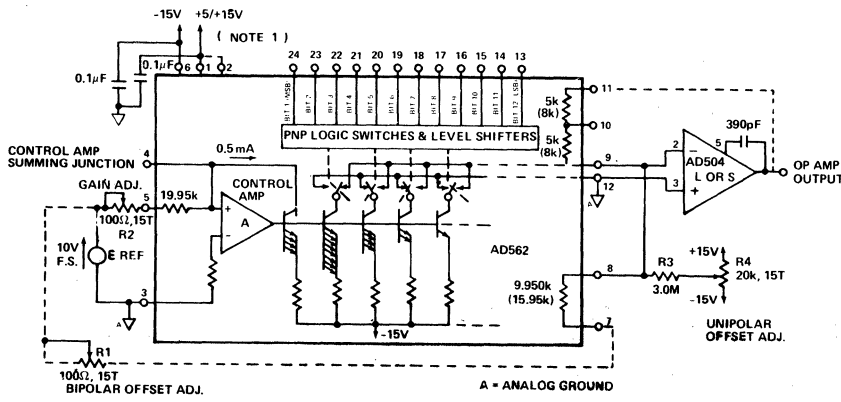 -15V
+5/+15V
( NOTE 1 )
0.1µF
0.1µF
6
1
2
24
23
22
21
20
19
18
17
16
15
14
13
BIT 1 -MSB
BIT 2
BIT 3
BIT 4
BIT 5
BIT 6
BIT 7
BIT 8
BIT 9
BIT 10
BIT 11
BIT 12 LSB
PNP LOGIC SWITCHES & LEVEL SHIFTERS
11
5k
(8k)
10
5k
(8k)
9
12
A
2
3
-
+
5
390pF
AD504
L OR S
OP AMP
OUTPUT
CONTROL AMP
SUMMING JUNCTION
4
0.5 mA
GAIN ADJ.
5
19.95k
100Ω, 15T
R2
CONTROL
AMP
+
A
-
AD562
10V
F.S.
E REF
3
A
-15V
9.950k
(15.95k)
8
7
R3
3.0M
+15V
R4
20k, 15T
-15V
UNIPOLAR
OFFSET ADJ.
R1
100Ω, 15T
BIPOLAR OFFSET ADJ.
A = ANALOG GROUND